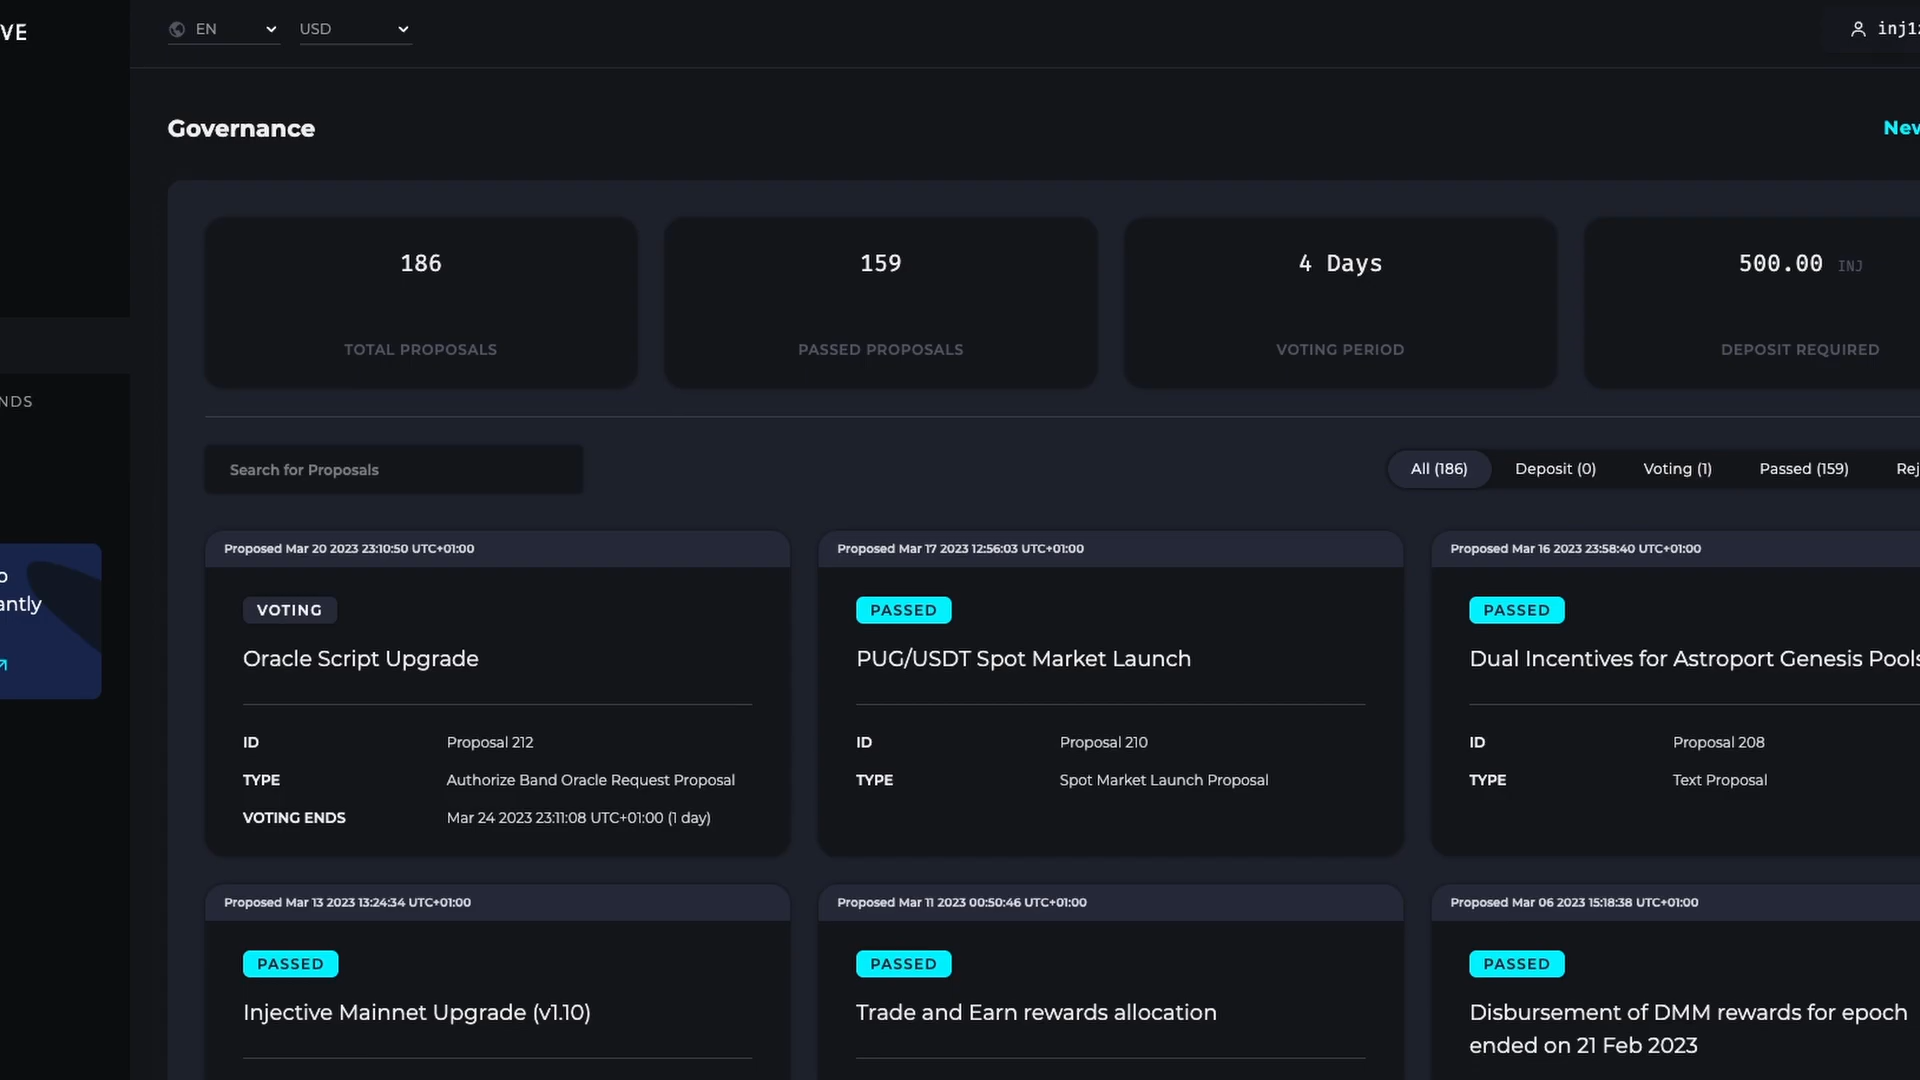 VE
EN
USD
inj1
Governance
New
186
159
4 Days
500.00 INJ
TOTAL PROPOSALS
PASSED PROPOSALS
VOTING PERIOD
DEPOSIT REQUIRED
NDS
Search for Proposals
All (186)
Deposit (0)
Voting (1)
Passed (159)
Rej
Proposed Mar 20 2023 23:10:50 UTC+01:00
VOTING
Oracle Script Upgrade
ID Proposal 212
TYPE Authorize Band Oracle Request Proposal
VOTING ENDS Mar 24 2023 23:11:08 UTC+01:00 (1 day)
Proposed Mar 17 2023 12:56:03 UTC+01:00
PASSED
PUG/USDT Spot Market Launch
ID Proposal 210
TYPE Spot Market Launch Proposal
Proposed Mar 16 2023 23:58:40 UTC+01:00
PASSED
Dual Incentives for Astroport Genesis Pools
ID Proposal 208
TYPE Text Proposal
o
antly
Proposed Mar 13 2023 13:24:34 UTC+01:00
PASSED
Injective Mainnet Upgrade (v1.10)
Proposed Mar 11 2023 00:50:46 UTC+01:00
PASSED
Trade and Earn rewards allocation
Proposed Mar 06 2023 15:18:38 UTC+01:00
PASSED
Disbursement of DMM rewards for epoch
ended on 21 Feb 2023